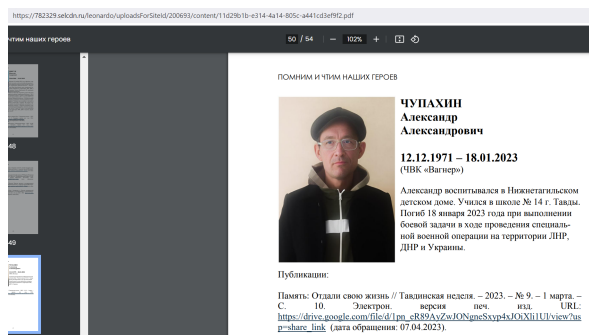 https://782329.selcdn.ru/leonardo/uploadsForSiteId/200693/content/11d29b1b-e314-4a14-805c-a441cd3ef9f2.pdf
чтим наших героев
50 / 54
102%
48
49
ПОМНИМ И ЧТИМ НАШИХ ГЕРОЕВ
ЧУПАХИН
Александр
Александрович
12.12.1971 – 18.01.2023
(ЧВК «Вагнер»)
Александр воспитывался в Нижнетагильском
детском доме. Учился в школе № 14 г. Тавды.
Погиб 18 января 2023 года при выполнении
боевой задачи в ходе проведения специаль-
ной военной операции на территории ЛНР,
ДНР и Украины.
Публикации:
Память: Отдали свою жизнь // Тавдинская неделя. – 2023. – № 9. – 1 марта. –
С. 10. Электрон. версия печ. изд. URL:
https://drive.google.com/file/d/1pn_eR89AyZwJONgneSxyp4xJOiXli1Ul/view?us
p=share_link (дата обращения: 07.04.2023).